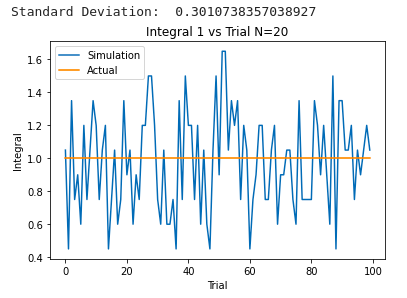 Standard Deviation:  0.3010738357038927
Integral 1 vs Trial N=20
Simulation
Actual
1.6
1.4
1.2
1.0
0.8
0.6
0.4
Integral
0 20 40 60 80 100
Trial